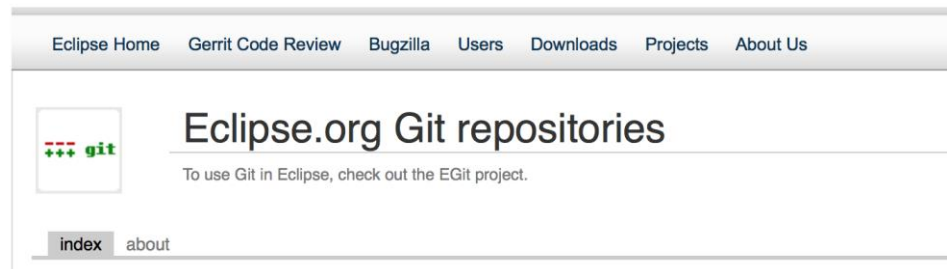 Eclipse Home Gerrit Code Review Bugzilla Users Downloads Projects About Us
git
Eclipse.org Git repositories
To use Git in Eclipse, check out the EGit project.
index about